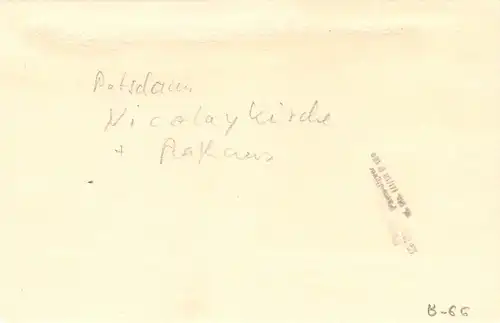 Potsdam
Nicolaykirche
+ Rathaus
B-66